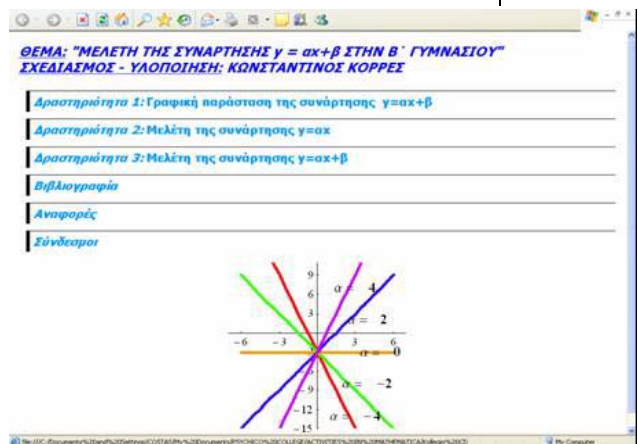 ΘΕΜΑ: "ΜΕΛΕΤΗ ΤΗΣ ΣΥΝΑΡΤΗΣΗΣ y = αx+β ΣΤΗΝ Β΄ ΓΥΜΝΑΣΙΟΥ"
ΣΧΕΔΙΑΣΜΟΣ - ΥΛΟΠΟΙΗΣΗ: ΚΩΝΣΤΑΝΤΙΝΟΣ ΚΟΡΡΕΣ
Δραστηριότητα 1: Γραφική παράσταση της συνάρτησης y=αx+β
Δραστηριότητα 2: Μελέτη της συνάρτησης y=αx
Δραστηριότητα 3: Μελέτη της συνάρτησης y=αx+β
Βιβλιογραφία
Αναφορές
Σύνδεσμοι
9
α = 4
6
3
α = 2
-6 -3 3 6
α = 0
α = -2
-9
-12
α = -4
-15
My Computer